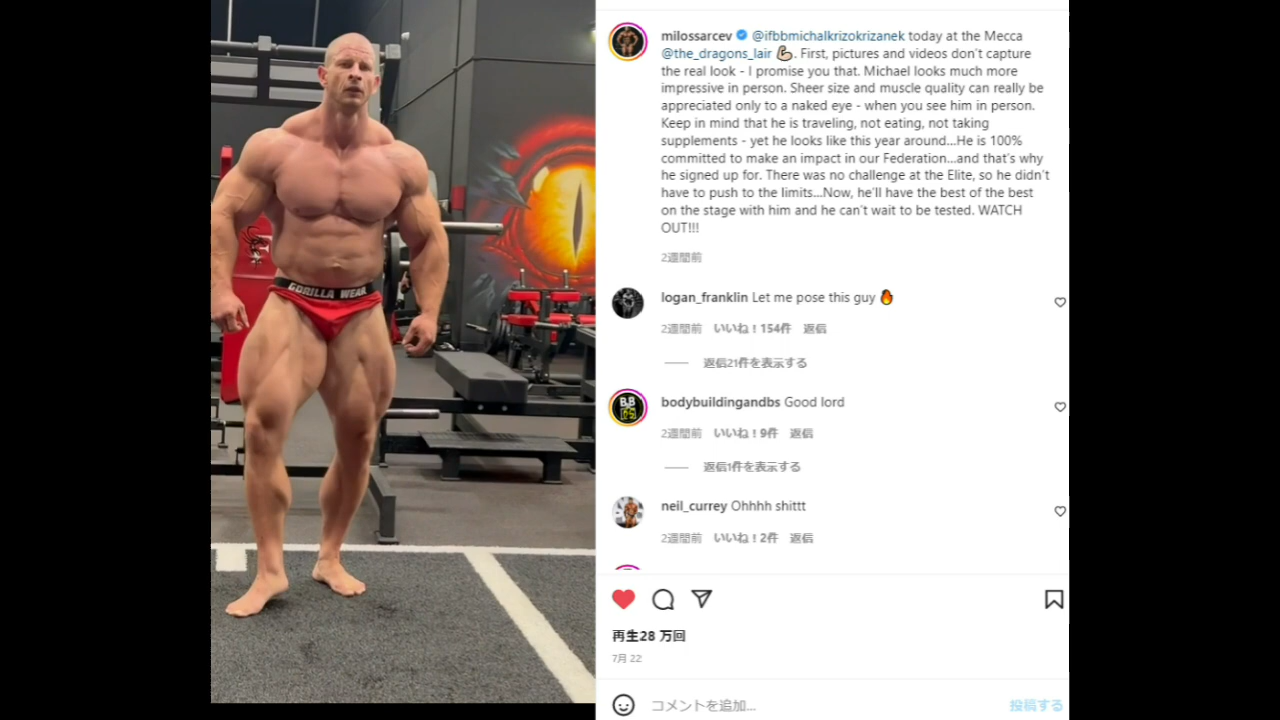 GORILLA WEAR
milossarcev @ifbbmichalkrizokrizanek today at the Mecca
@the_dragons_lair 💪. First, pictures and videos don't capture
the real look - I promise you that. Michael looks much more
impressive in person. Sheer size and muscle quality can really be
appreciated only to a naked eye - when you see him in person.
Keep in mind that he is traveling, not eating, not taking
supplements - yet he looks like this year around...He is 100%
committed to make an impact in our Federation...and that's why
he signed up for. There was no challenge at the Elite, so he didn't
have to push to the limits...Now, he'll have the best of the best
on the stage with him and he can't wait to be tested. WATCH
OUT!!!
2週間前
logan_franklin Let me pose this guy 🔥
2週間前 いいね！154件 返信
返信21件を表示する
bodybuildingandbs Good lord
2週間前 いいね！9件 返信
返信1件を表示する
neil_currey Ohhhh shittt
2週間前 いいね！2件 返信
再生28 万回
7月 22
コメントを追加...
投稿する